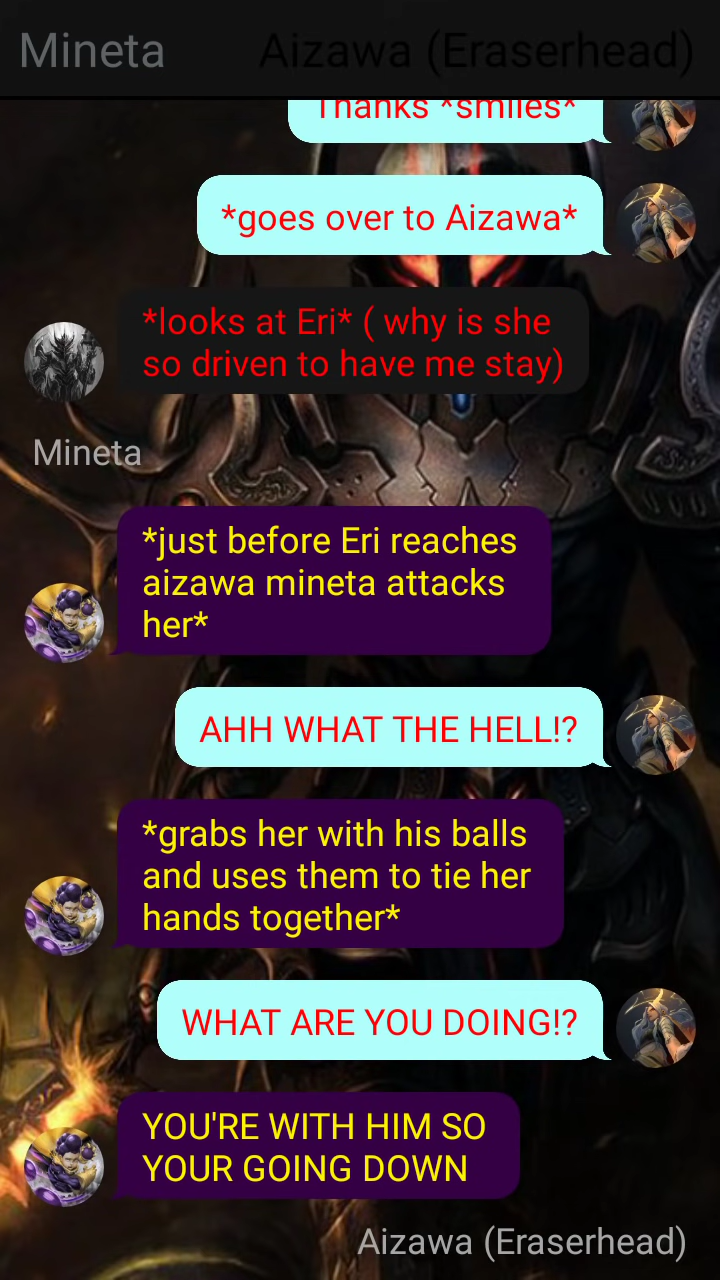 Mineta
Aizawa (Eraserhead)
Thanks *smiles*
*goes over to Aizawa*
*looks at Eri* ( why is she
so driven to have me stay)
Mineta
*just before Eri reaches
aizawa mineta attacks
her*
AHH WHAT THE HELL!?
*grabs her with his balls
and uses them to tie her
hands together*
WHAT ARE YOU DOING!?
YOU'RE WITH HIM SO
YOUR GOING DOWN
Aizawa (Eraserhead)